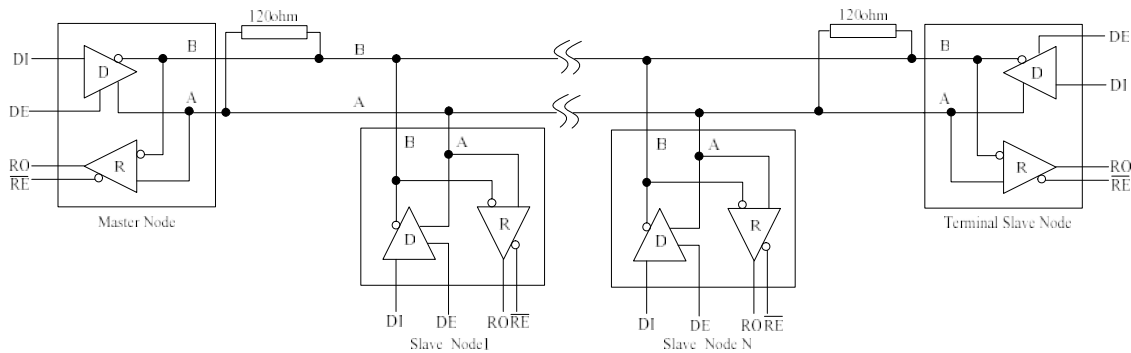 120ohm
120ohm
DI
B
B
B
DE
D
D
DE
A
A
A
DI
RO
R
B
A
B
A
R
RO
RE
RE
Master Node
Terminal Slave Node
D
R
D
R
DI
DE
RO
RE
DI
DE
RO
RE
Slave Node1
Slave Node N